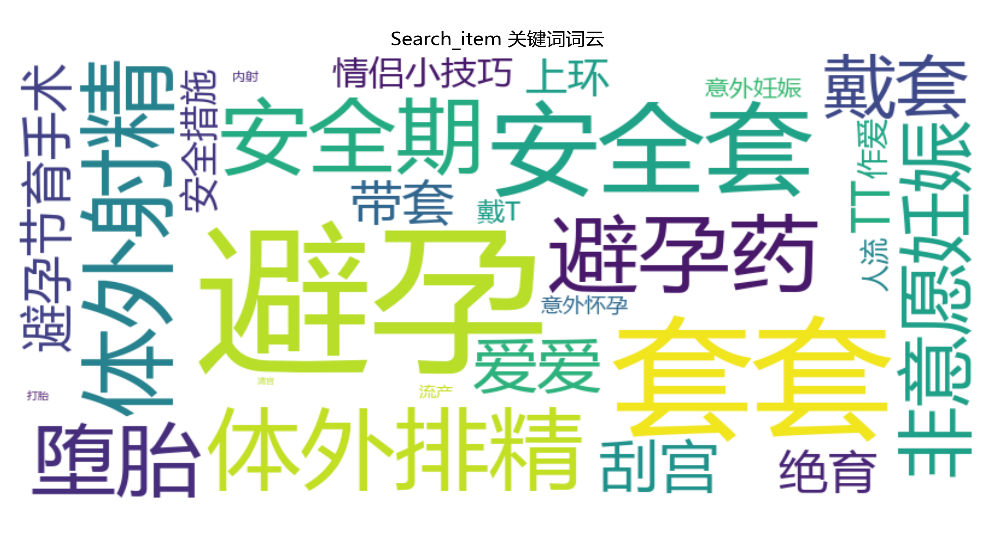 Search_item 关键词词云
避孕节育手术
体外射精
安全措施
内射
情侣小技巧
上环
意外妊娠
戴套
安全期
安全套
作爱
带套
戴T
避孕药
TT
非意愿妊娠
避孕
意外怀孕
人流
爱爱
套套
清宫
流产
打胎
堕胎
体外排精
刮宫
绝育